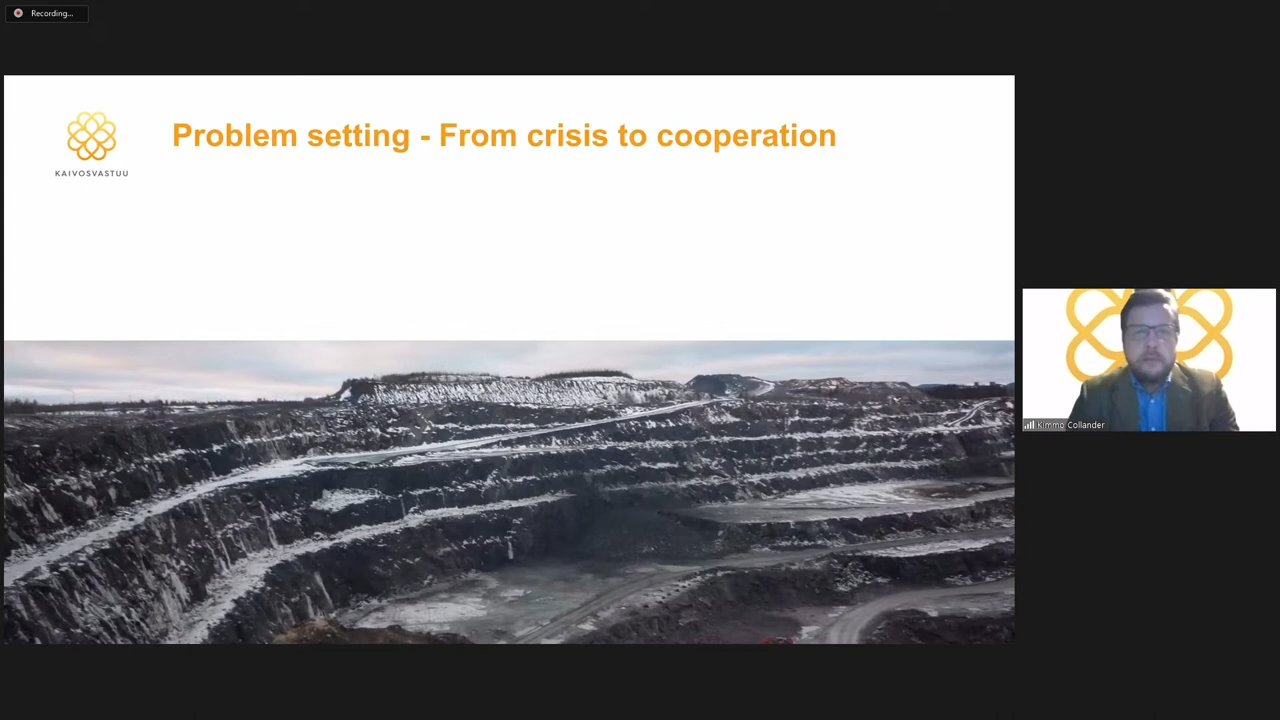 Recording...
Problem setting - From crisis to cooperation
KAIVOSVASTUU
Kimmo Collander